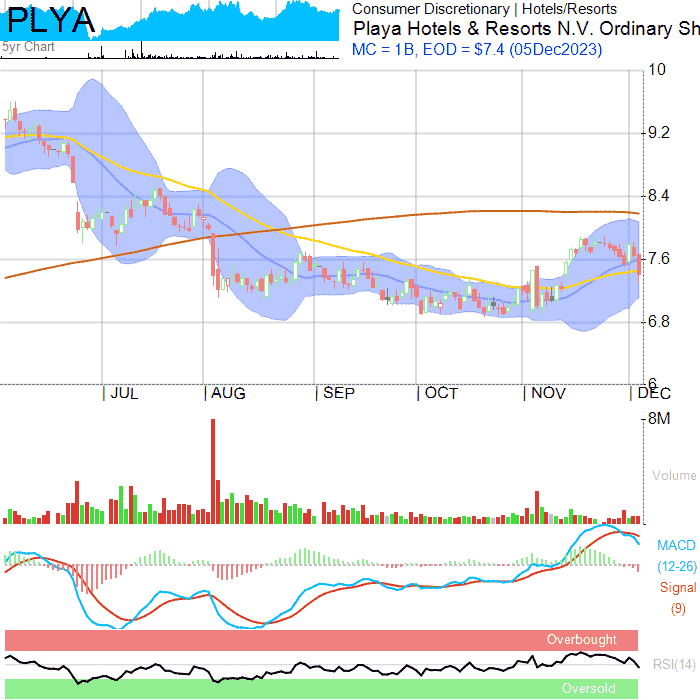 PLYA
5yr Chart
Consumer Discretionary | Hotels/Resorts
Playa Hotels & Resorts N.V. Ordinary Sh
MC = 1B, EOD = $7.4 (05Dec2023)
10
9.2
8.4
7.6
6.8
6
JUL AUG SEP OCT NOV DEC
8M
Volume
MACD
(12-26)
Signal
(9)
Overbought
RSI(14)
Oversold